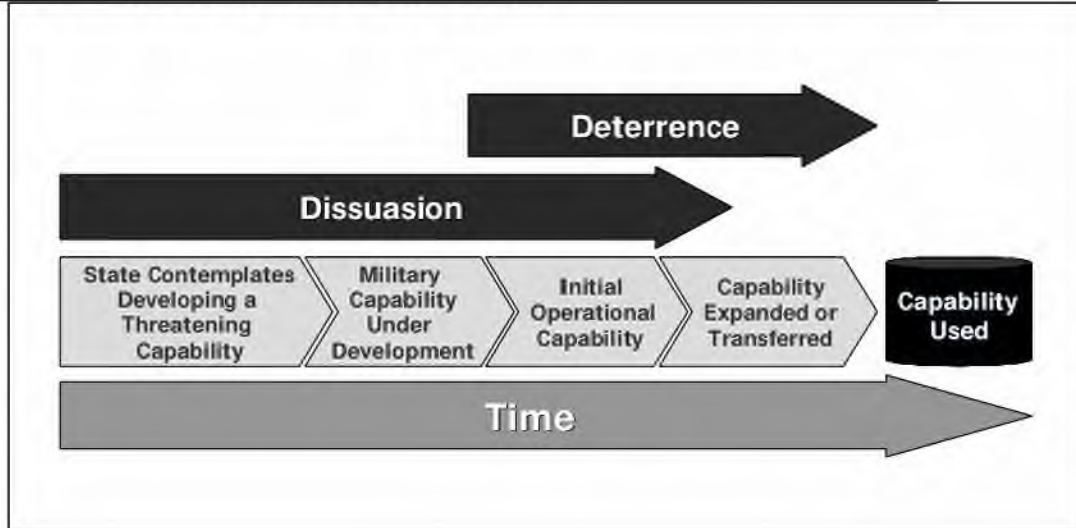 Deterrence
Dissuasion
State Contemplates
Developing a
Threatening
Capability
Military
Capability
Under
Development
Initial
Operational
Capability
Capability
Expanded or
Transferred
Capability
Used
Time